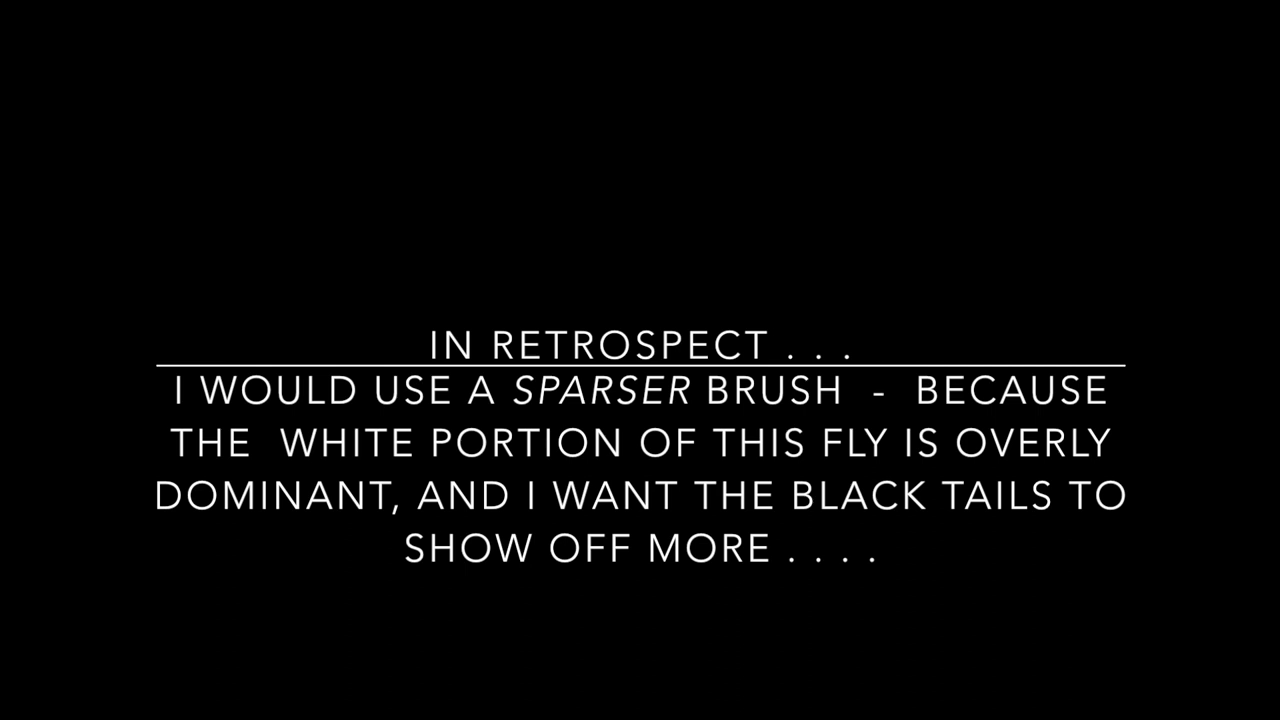 IN RETROSPECT . . .
I WOULD USE A SPARSER BRUSH  -  BECAUSE
THE  WHITE PORTION OF THIS FLY IS OVERLY
DOMINANT, AND I WANT THE BLACK TAILS TO
SHOW OFF MORE . . . .